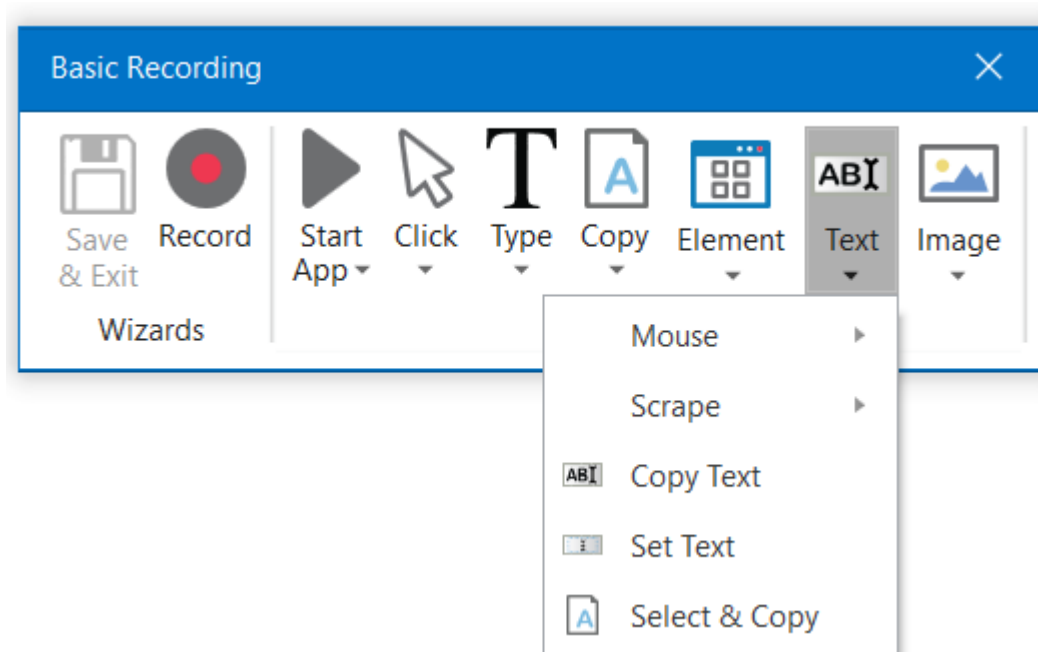 Basic Recording
Save
& Exit
Record
Start
App
Click
Type
Copy
Element
ABI
Text
Image
Wizards
Mouse
Scrape
ABI
Copy Text
Set Text
A
Select & Copy